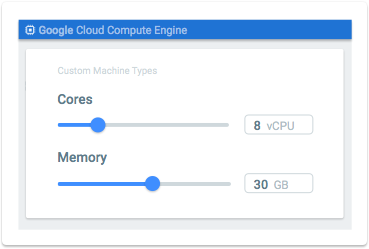 Google Cloud Compute Engine
Custom Machine Types
Cores
8 vCPU
Memory
30 GB